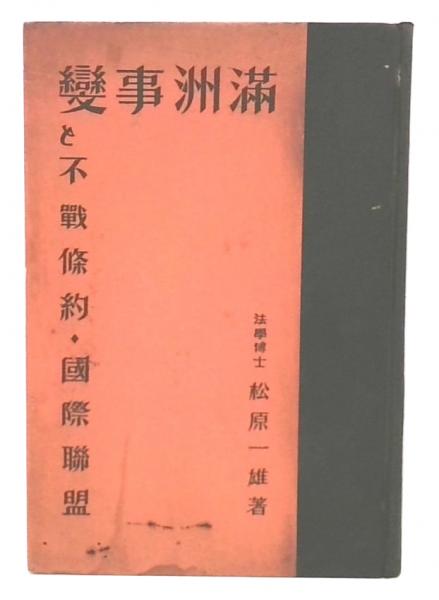 滿洲事變
と不戰條約・國際聯盟
法學博士 松原一雄著